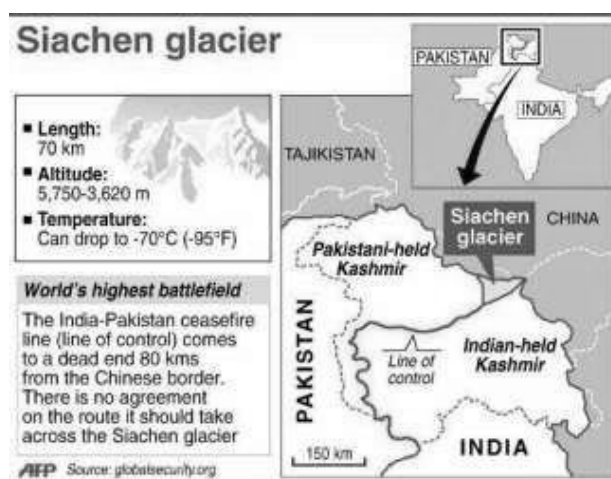 Siachen glacier
Length:
70 km
Altitude:
5,750-3,620 m
Temperature:
Can drop to -70°C (-95°F)
World's highest battlefield
The India-Pakistan ceasefire
line (line of control) comes
to a dead end 80 kms
from the Chinese border.
There is no agreement
on the route it should take
across the Siachen glacier
AFP Source: globalsecurity.org
PAKISTAN
INDIA
TAJIKISTAN
CHINA
Siachen
glacier
Pakistani-held
Kashmir
Line of
control
Indian-held
Kashmir
PAKISTAN
INDIA
150 km